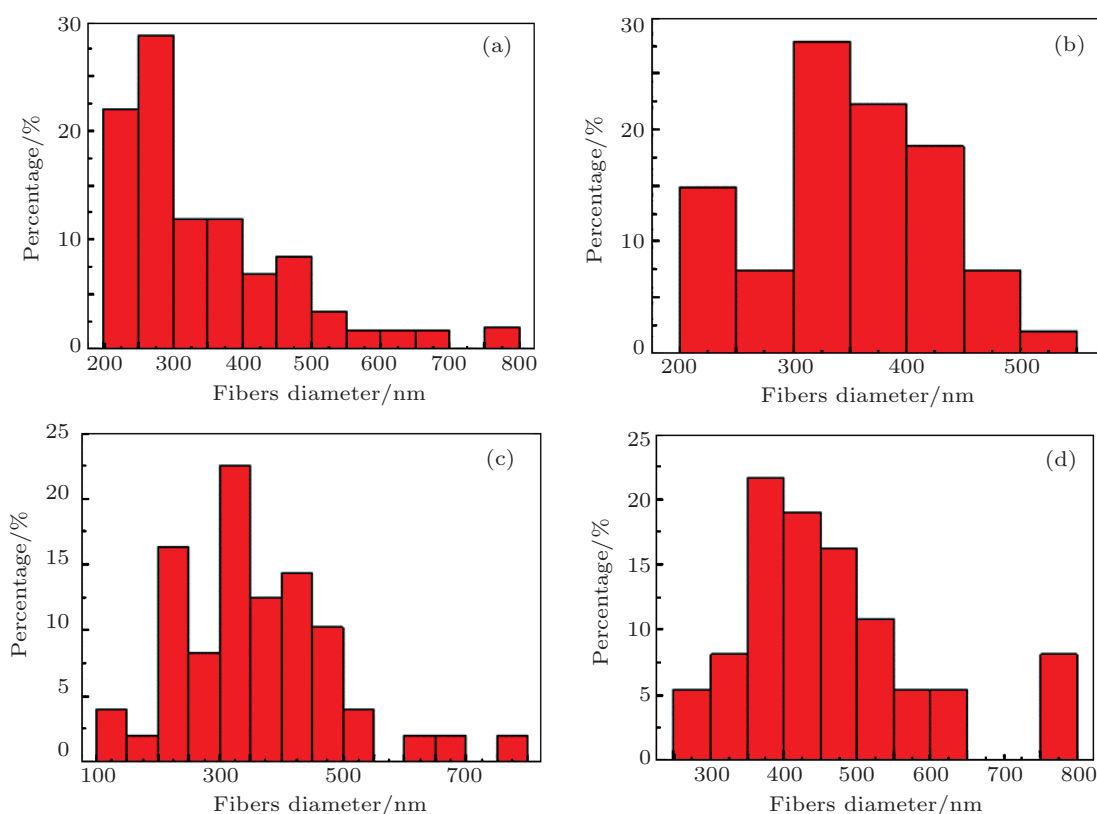 30
(a)
20
10
0
Percentage/%
200 300 400 500 600 700 800
Fibers diameter/nm
30
(b)
20
10
0
Percentage/%
200 300 400 500
Fibers diameter/nm
25
(c)
20
15
10
5
0
Percentage/%
100 300 500 700
Fibers diameter/nm
25
(d)
20
15
10
5
0
Percentage/%
300 400 500 600 700 800
Fibers diameter/nm